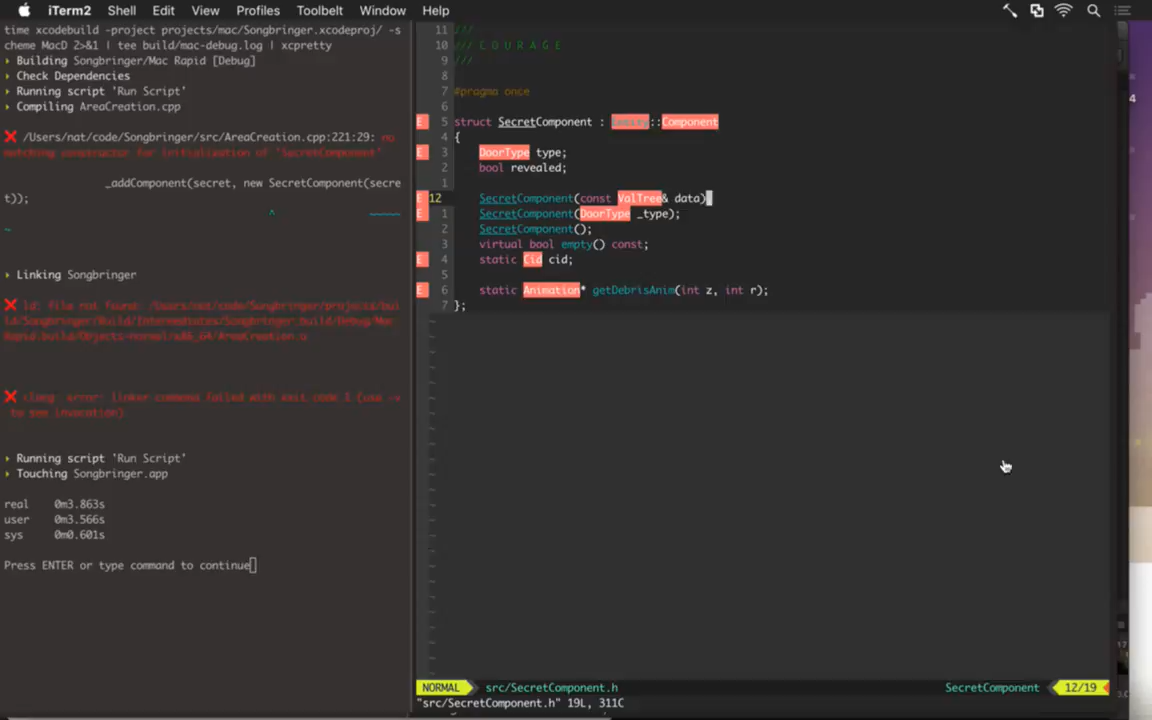 iTerm2 Shell Edit View Profiles Toolbelt Window Help
time xcodebuild -project projects/mac/Songbringer.xcodeproj/ -s
cheme MacD 2>&1 | tee build/mac-debug.log | xcpretty
› Building Songbringer/Mac Rapid [Debug]
› Check Dependencies
› Running script 'Run Script'
› Compiling AreaCreation.cpp
❌ /Users/nat/code/Songbringer/src/AreaCreation.cpp:221:29: no
matching constructor for initialization of 'SecretComponent'
_addComponent(secret, new SecretComponent(secre
t));
^ ~~~~~
~
› Linking Songbringer
❌ ld: file not found: /Users/nat/code/Songbringer/projects/bui
ld/Songbringer/Build/Intermediates/Songbringer.build/Debug/Mac
Rapid.build/Objects-normal/x86_64/AreaCreation.o
❌ clang: error: linker command failed with exit code 1 (use -v
to see invocation)
› Running script 'Run Script'
› Touching Songbringer.app
real 0m3.863s
user 0m3.566s
sys 0m0.601s
Press ENTER or type command to continue
11 ///
10 /// C O U R A G E
9 ///
8
7 #pragma once
6
E 5 struct SecretComponent : ::Component
4 {
E 3 DoorType type;
2 bool revealed;
1
E 12 SecretComponent(const ValTree& data)
E 1 SecretComponent(DoorType _type);
2 SecretComponent();
3 virtual bool empty() const;
E 4 static Cid cid;
5
E 6 static Animation* getDebrisAnim(int z, int r);
7 };
NORMAL src/SecretComponent.h SecretComponent 12/19
"src/SecretComponent.h" 19L, 311C
4
17